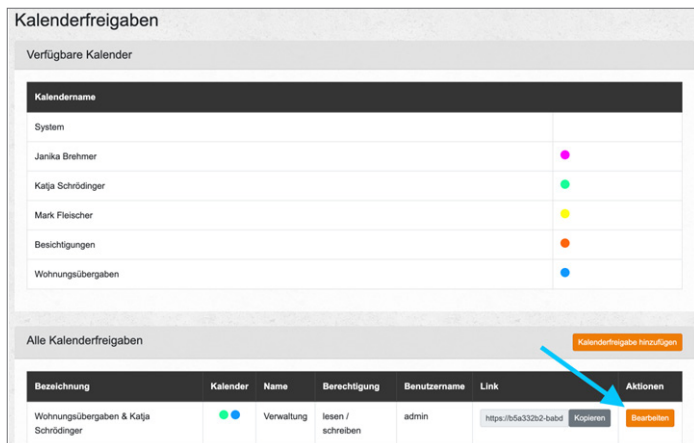 Kalenderfreigaben
Verfügbare Kalender
Kalendername
System
Janika Brehmer
Katja Schrödinger
Mark Fleischer
Besichtigungen
Wohnungsübergaben
Alle Kalenderfreigaben
Kalenderfreigabe hinzufügen
Bezeichnung Kalender Name Berechtigung Benutzername Link Aktionen
Wohnungsübergaben & Katja Verwaltung lesen / admin https://b5a332b2-babd Kopieren Bearbeiten
Schrödinger schreiben